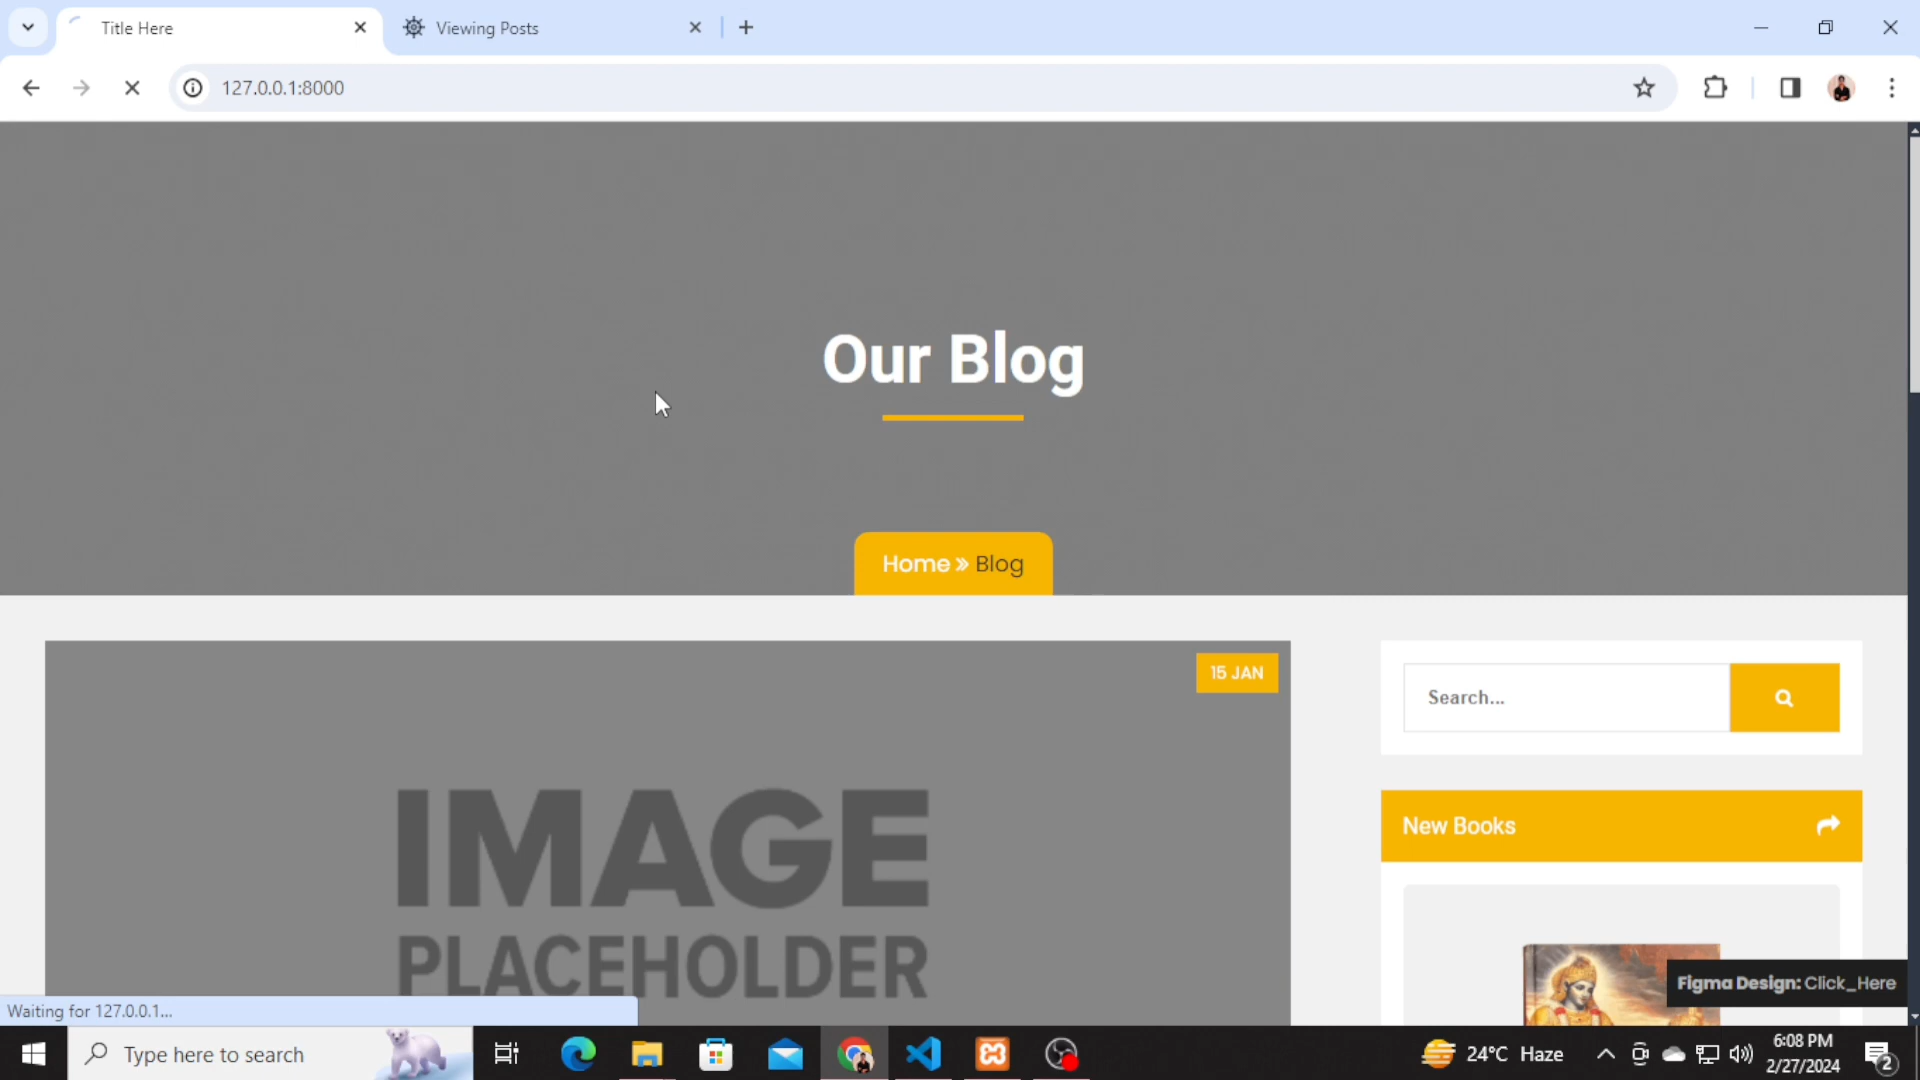 Title Here
Viewing Posts
127.0.0.1:8000
Our Blog
Home » Blog
15 JAN
Search...
IMAGE
PLACEHOLDER
New Books
Figma Design: Click_Here
Waiting for 127.0.0.1...
Type here to search
24°C Haze
6:08 PM
2/27/2024
2